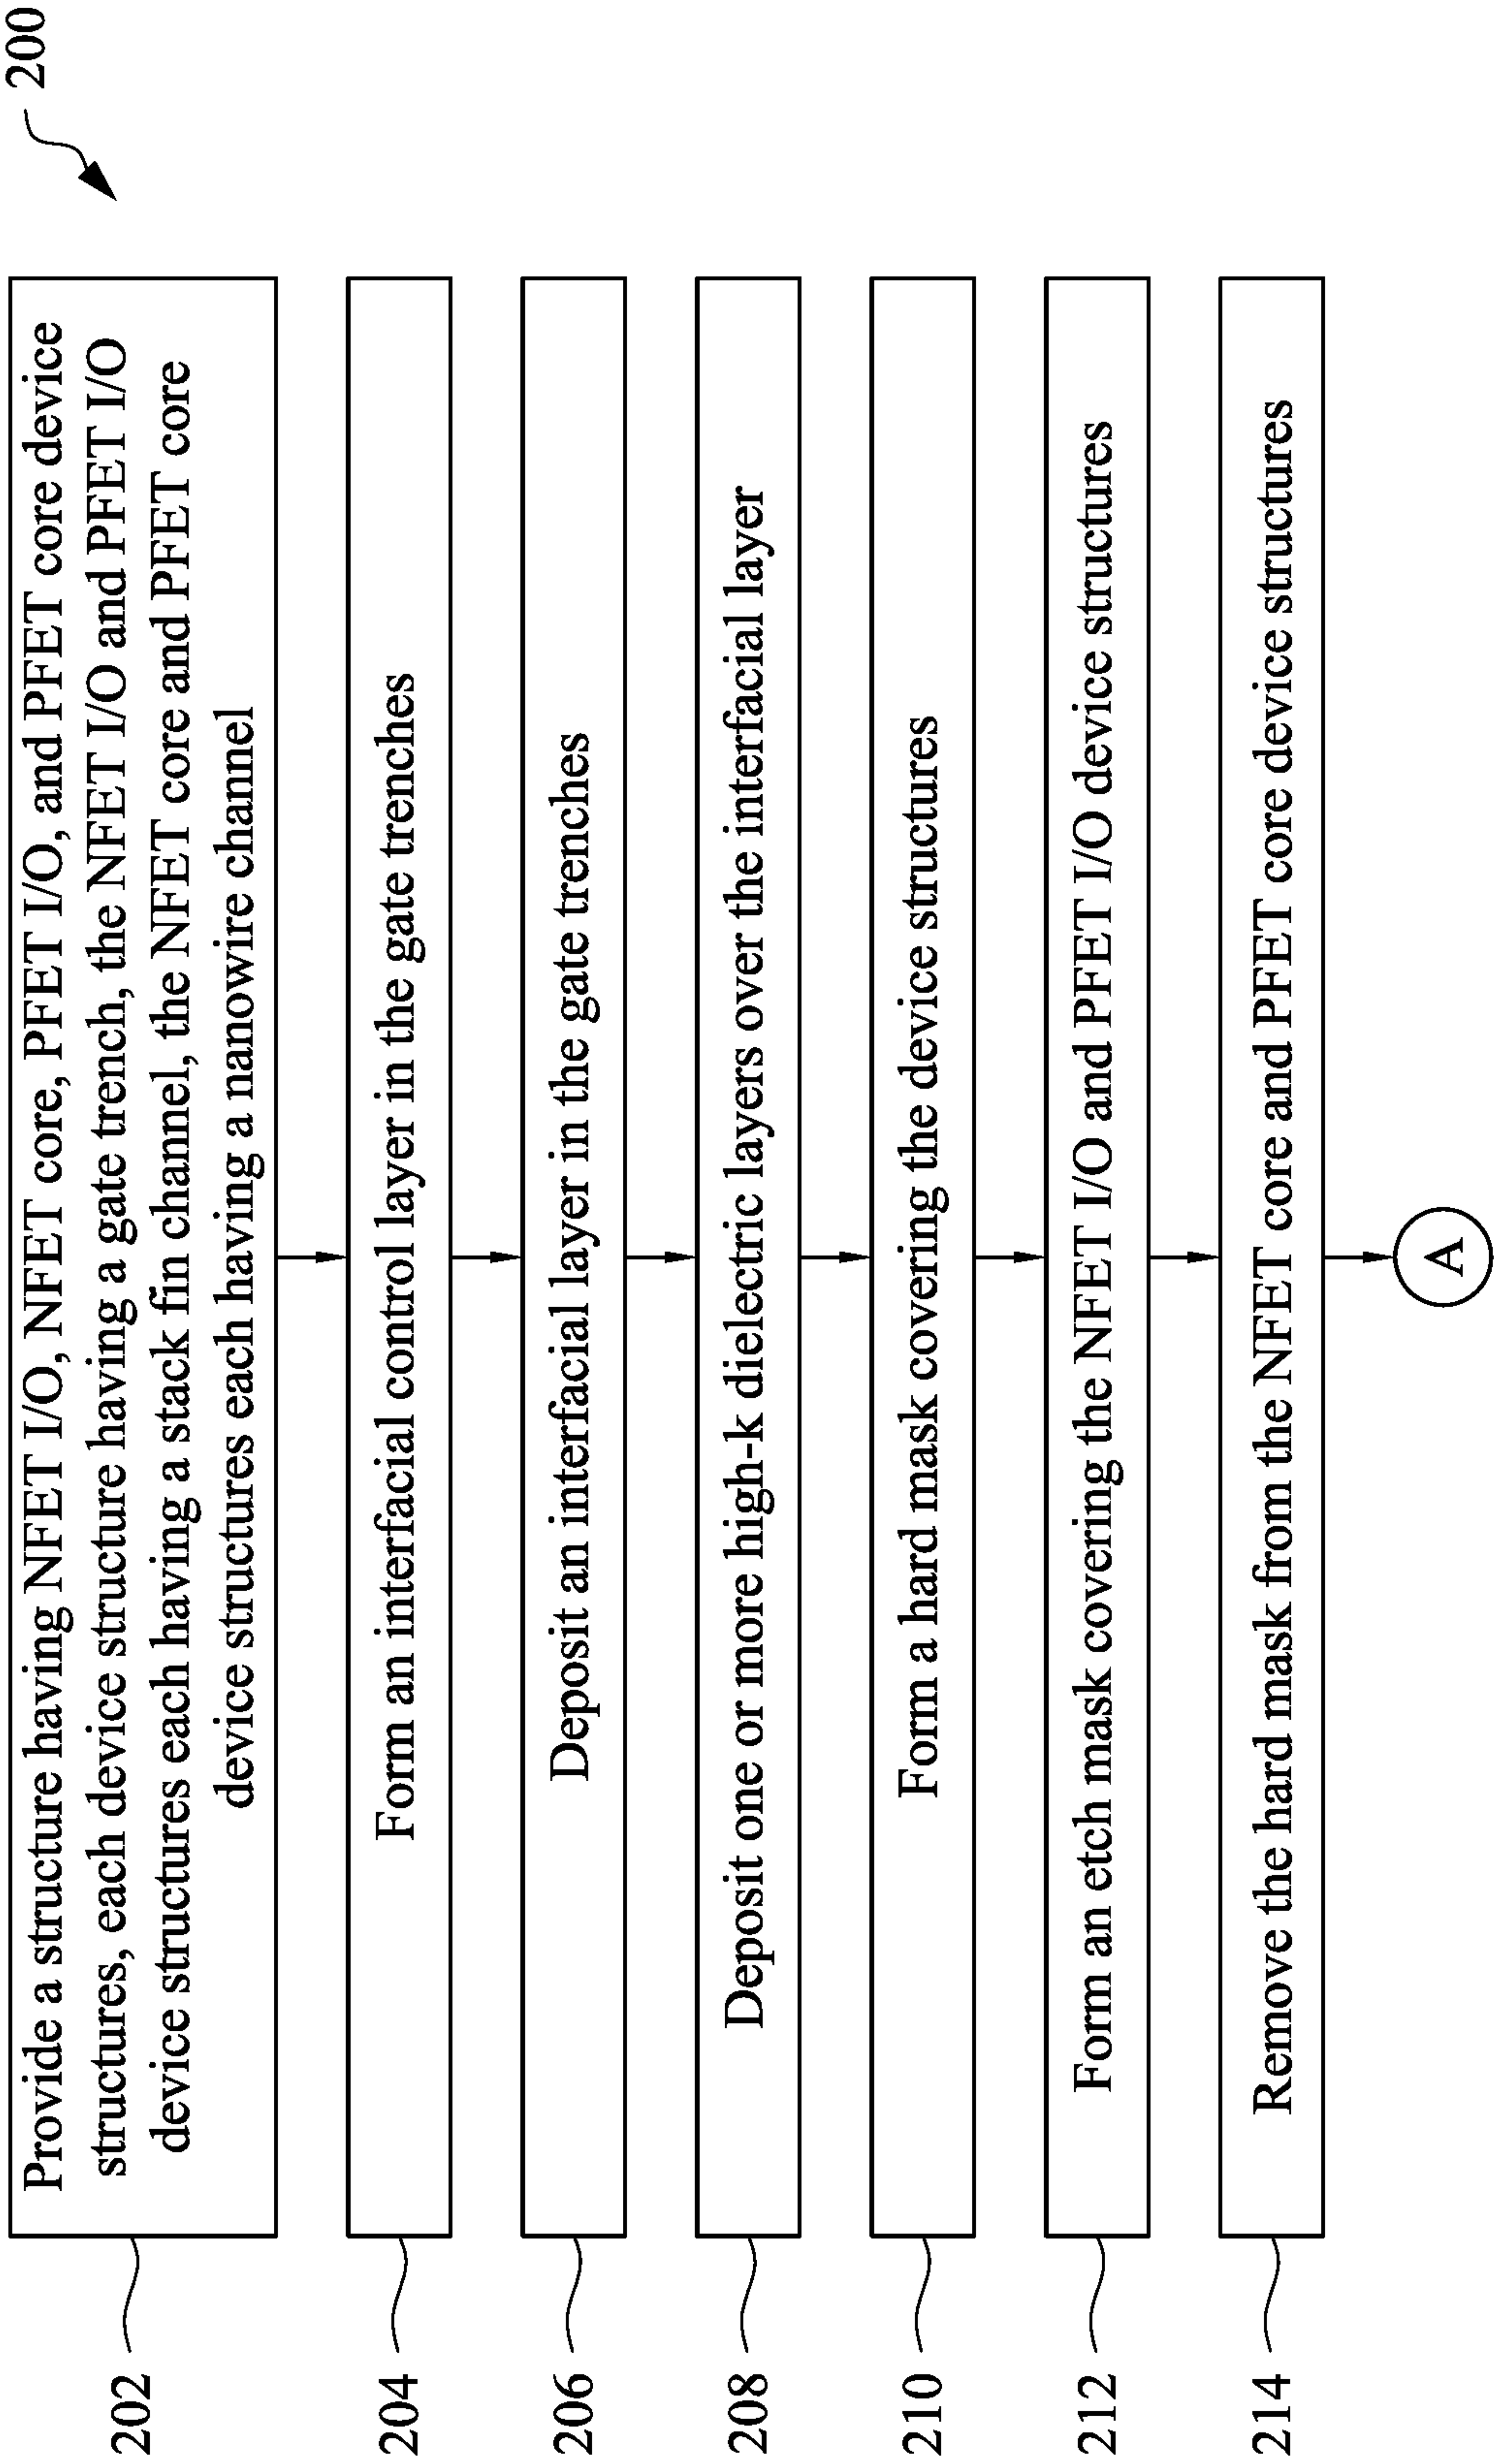 200
202
Provide a structure having NFET I/O, NFET core, PFET I/O, and PFET core device
structures, each device structure having a gate trench, the NFET I/O and PFET I/O
device structures each having a stack fin channel, the NFET core and PFET core
device structures each having a nanowire channel
204
Form an interfacial control layer in the gate trenches
206
Deposit an interfacial layer in the gate trenches
208
Deposit one or more high-k dielectric layers over the interfacial layer
210
Form a hard mask covering the device structures
212
Form an etch mask covering the NFET I/O and PFET I/O device structures
214
Remove the hard mask from the NFET core and PFET core device structures
A